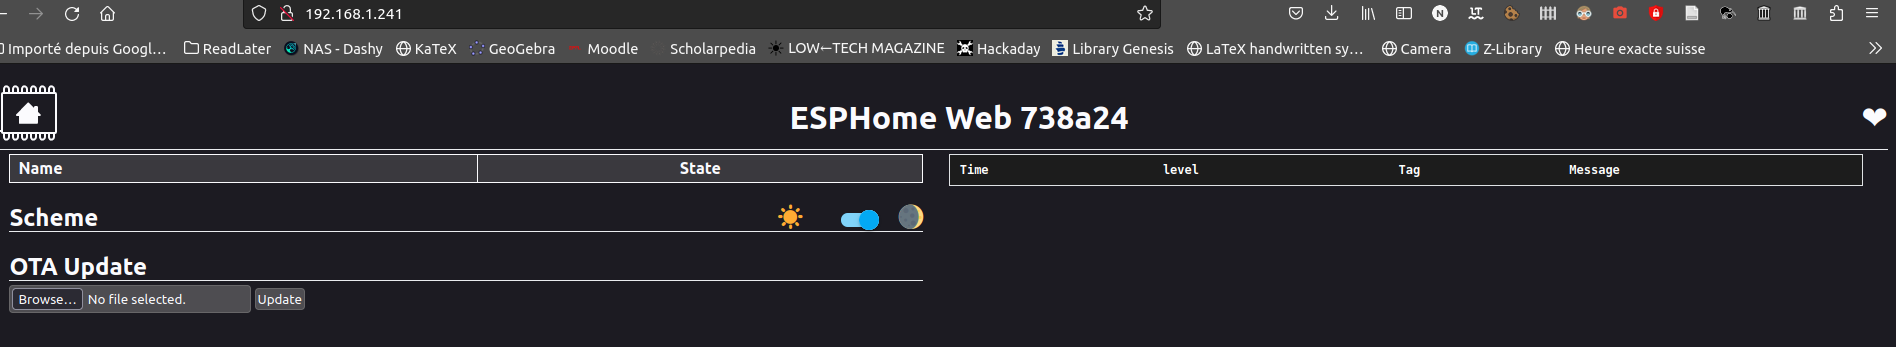 192.168.1.241
Importé depuis Googl… ReadLater NAS - Dashy KaTeX GeoGebra Moodle Scholarpedia LOW←TECH MAGAZINE Hackaday Library Genesis LaTeX handwritten sy… Camera Z-Library Heure exacte suisse
ESPHome Web 738a24
Name State
Time level Tag Message
Scheme
OTA Update
Browse… No file selected. Update